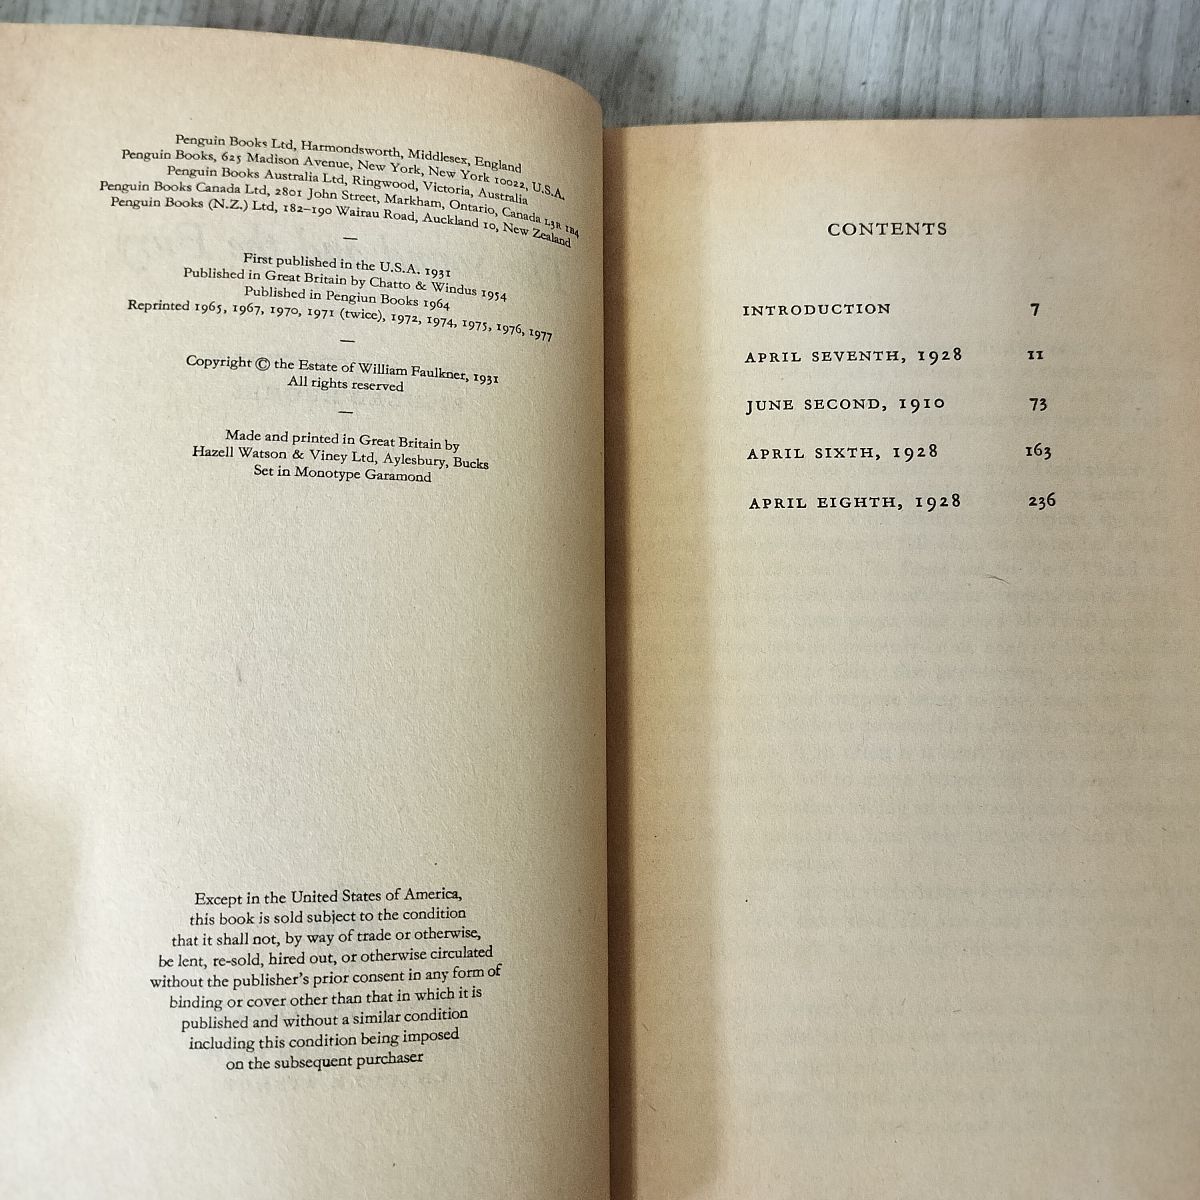 Penguin Books Ltd, Harmondsworth, Middlesex, England
Penguin Books, 625 Madison Avenue, New York, New York 10022, U.S.A.
Penguin Books Australia Ltd, Ringwood, Victoria, Australia
Penguin Books Canada Ltd, 2801 John Street, Markham, Ontario, Canada L3R 1B4
Penguin Books (N.Z.) Ltd, 182–190 Wairau Road, Auckland 10, New Zealand
—
First published in the U.S.A. 1931
Published in Great Britain by Chatto & Windus 1954
Published in Pengiun Books 1964
Reprinted 1965, 1967, 1970, 1971 (twice), 1972, 1974, 1975, 1976, 1977
—
Copyright © the Estate of William Faulkner, 1931
All rights reserved
—
Made and printed in Great Britain by
Hazell Watson & Viney Ltd, Aylesbury, Bucks
Set in Monotype Garamond
Except in the United States of America,
this book is sold subject to the condition
that it shall not, by way of trade or otherwise,
be lent, re-sold, hired out, or otherwise circulated
without the publisher's prior consent in any form of
binding or cover other than that in which it is
published and without a similar condition
including this condition being imposed
on the subsequent purchaser
CONTENTS
INTRODUCTION 7
APRIL SEVENTH, 1928 11
JUNE SECOND, 1910 73
APRIL SIXTH, 1928 163
APRIL EIGHTH, 1928 236